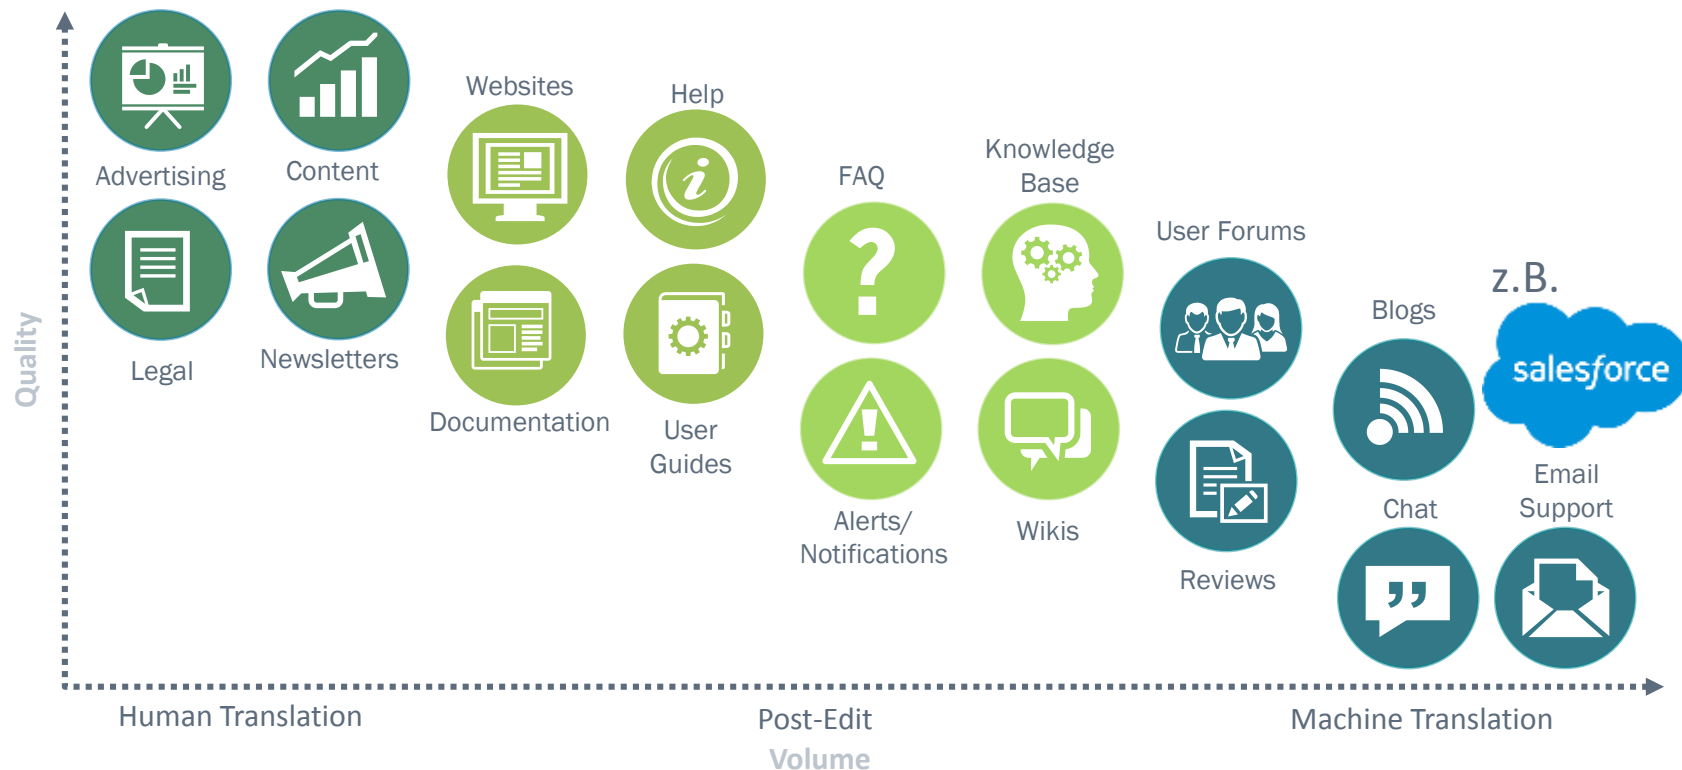 Quality
Advertising
Content
Legal
Newsletters
Websites
Help
Documentation
User
Guides
FAQ
Knowledge
Base
Alerts/
Notifications
Wikis
User Forums
Reviews
Blogs
z.B.
salesforce
Chat
Email
Support
Human Translation
Post-Edit
Machine Translation
Volume